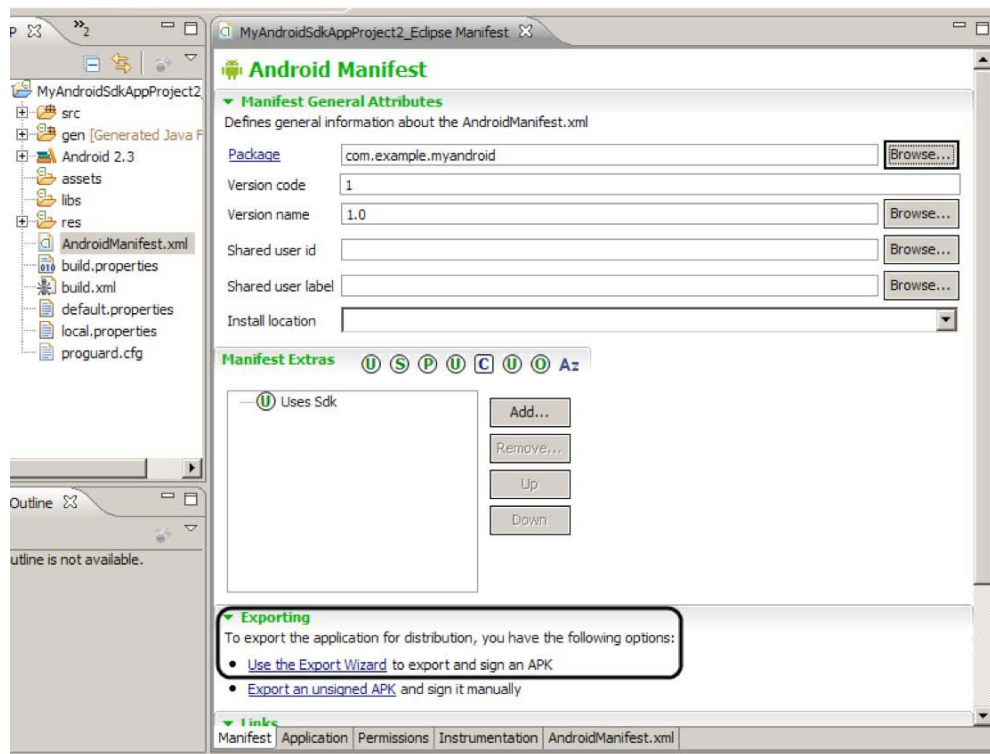 P
»2
MyAndroidSdkAppProject2_Eclipse Manifest
MyAndroidSdkAppProject2_
src
gen [Generated Java F
Android 2.3
assets
libs
res
AndroidManifest.xml
build.properties
build.xml
default.properties
local.properties
proguard.cfg
Outline
utline is not available.
Android Manifest
Manifest General Attributes
Defines general information about the AndroidManifest.xml
Package com.example.myandroid Browse...
Version code 1
Version name 1.0 Browse...
Shared user id Browse...
Shared user label Browse...
Install location
Manifest Extras U S P U C U O Az
U Uses Sdk
Add...
Remove...
Up
Down
Exporting
To export the application for distribution, you have the following options:
• Use the Export Wizard to export and sign an APK
• Export an unsigned APK and sign it manually
Links
Manifest Application Permissions Instrumentation AndroidManifest.xml